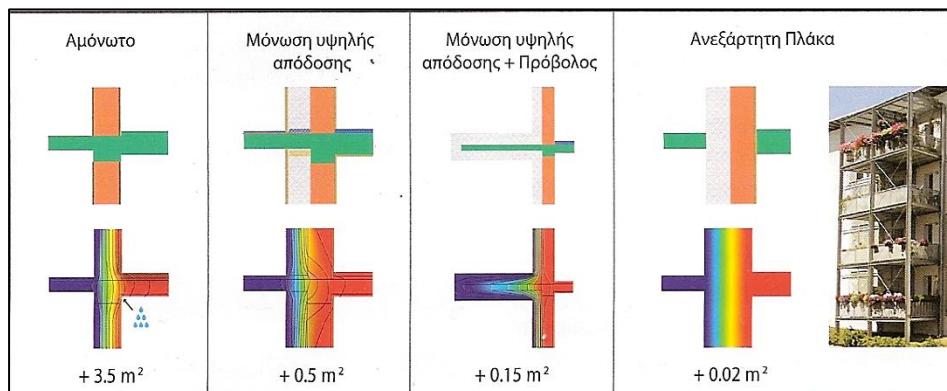 Αμόνωτο
Μόνωση υψηλής
απόδοσης
Μόνωση υψηλής
απόδοσης + Πρόβολος
Ανεξάρτητη Πλάκα
+ 3.5 m²
+ 0.5 m²
+ 0.15 m²
+ 0.02 m²